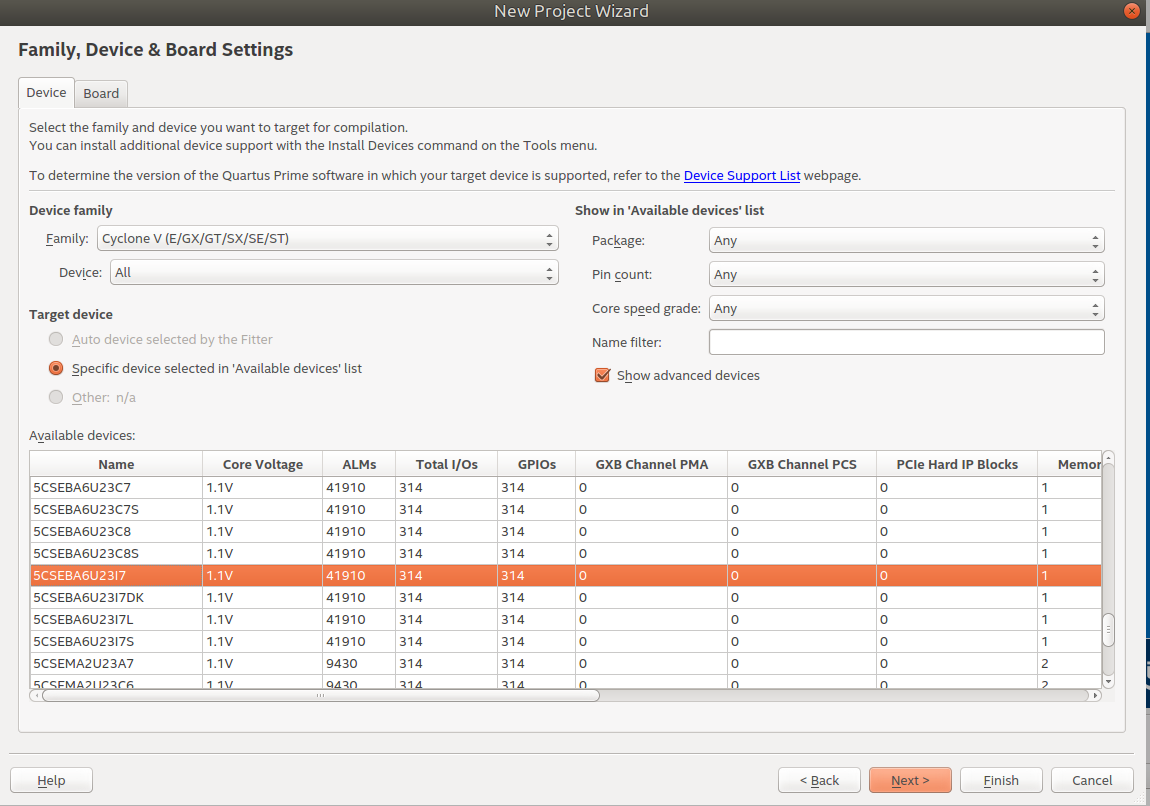 New Project Wizard
Family, Device & Board Settings
Device Board
Select the family and device you want to target for compilation.
You can install additional device support with the Install Devices command on the Tools menu.
To determine the version of the Quartus Prime software in which your target device is supported, refer to the Device Support List webpage.
Device family
Family: Cyclone V (E/GX/GT/SX/SE/ST)
Device: All
Target device
Auto device selected by the Fitter
Specific device selected in 'Available devices' list
Other: n/a
Show in 'Available devices' list
Package: Any
Pin count: Any
Core speed grade: Any
Name filter:
Show advanced devices
Available devices:
Name Core Voltage ALMs Total I/Os GPIOs GXB Channel PMA GXB Channel PCS PCIe Hard IP Blocks Memor
5CSEBA6U23C7 1.1V 41910 314 314 0 0 0 1
5CSEBA6U23C7S 1.1V 41910 314 314 0 0 0 1
5CSEBA6U23C8 1.1V 41910 314 314 0 0 0 1
5CSEBA6U23C8S 1.1V 41910 314 314 0 0 0 1
5CSEBA6U23I7 1.1V 41910 314 314 0 0 0 1
5CSEBA6U23I7DK 1.1V 41910 314 314 0 0 0 1
5CSEBA6U23I7L 1.1V 41910 314 314 0 0 0 1
5CSEBA6U23I7S 1.1V 41910 314 314 0 0 0 1
5CSEMA2U23A7 1.1V 9430 314 314 0 0 0 2
5CSEMA2U23C6 1.1V 9430 314 314 0 0 0 2
Help < Back Next > Finish Cancel